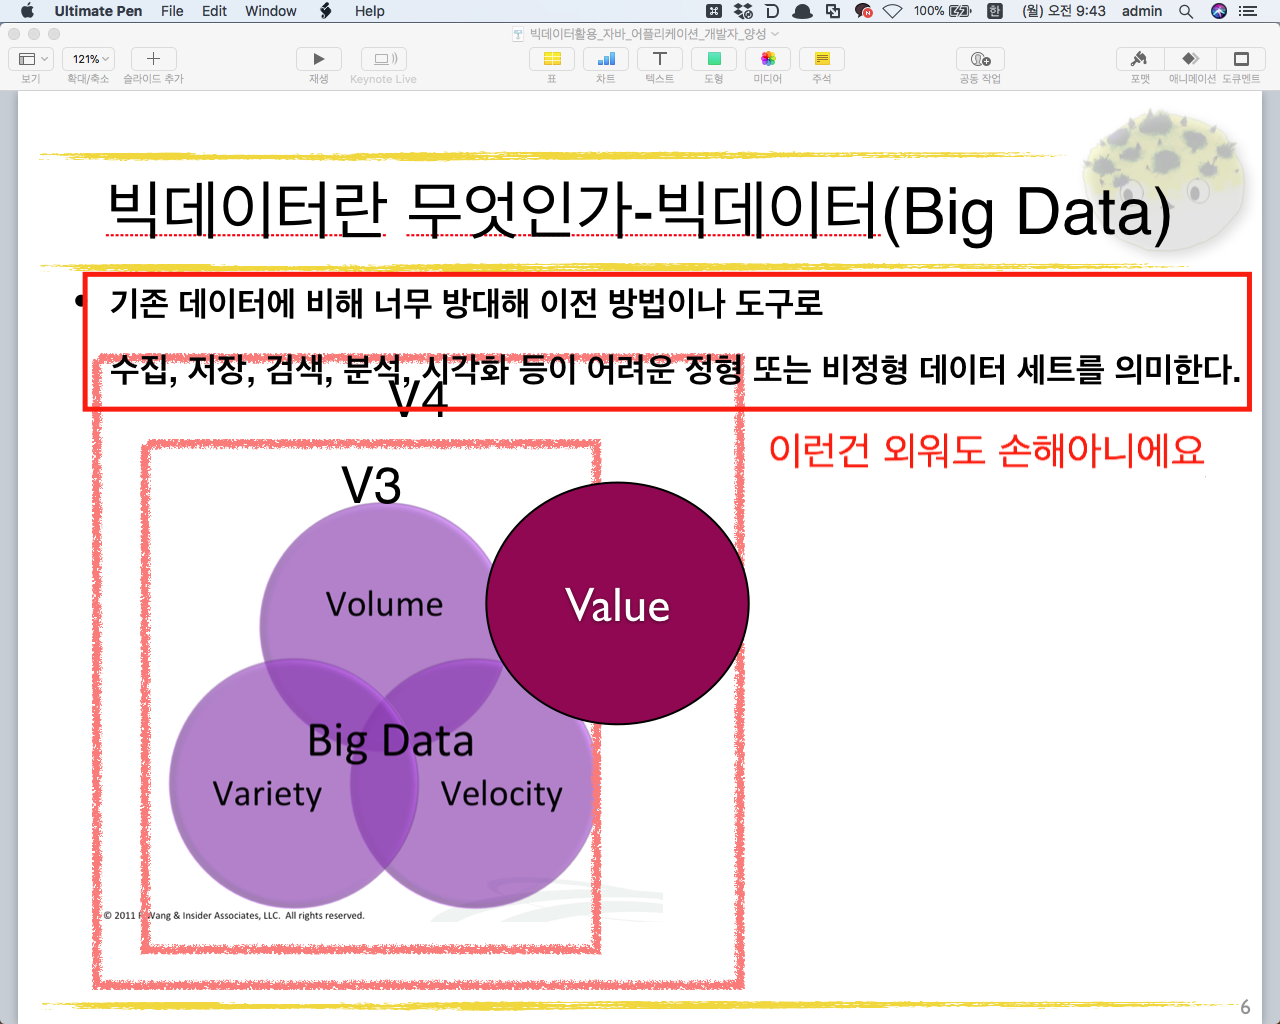 Ultimate Pen File Edit Window Help 100% 한 (월) 오전 9:43 admin
빅데이터활용_자바_어플리케이션_개발자_양성
121%
보기 확대/축소 슬라이드 추가 재생 Keynote Live 표 차트 텍스트 도형 미디어 주석 공동 작업 포맷 애니메이션 도큐멘트
빅데이터란 무엇인가-빅데이터(Big Data)
기존 데이터에 비해 너무 방대해 이전 방법이나 도구로
수집, 저장, 검색, 분석, 시각화 등이 어려운 정형 또는 비정형 데이터 세트를 의미한다.
V4
이런건 외워도 손해아니에요
V3
Volume
Value
Big Data
Variety
Velocity
© 2011 Wang & Insider Associates, LLC. All rights reserved.
6